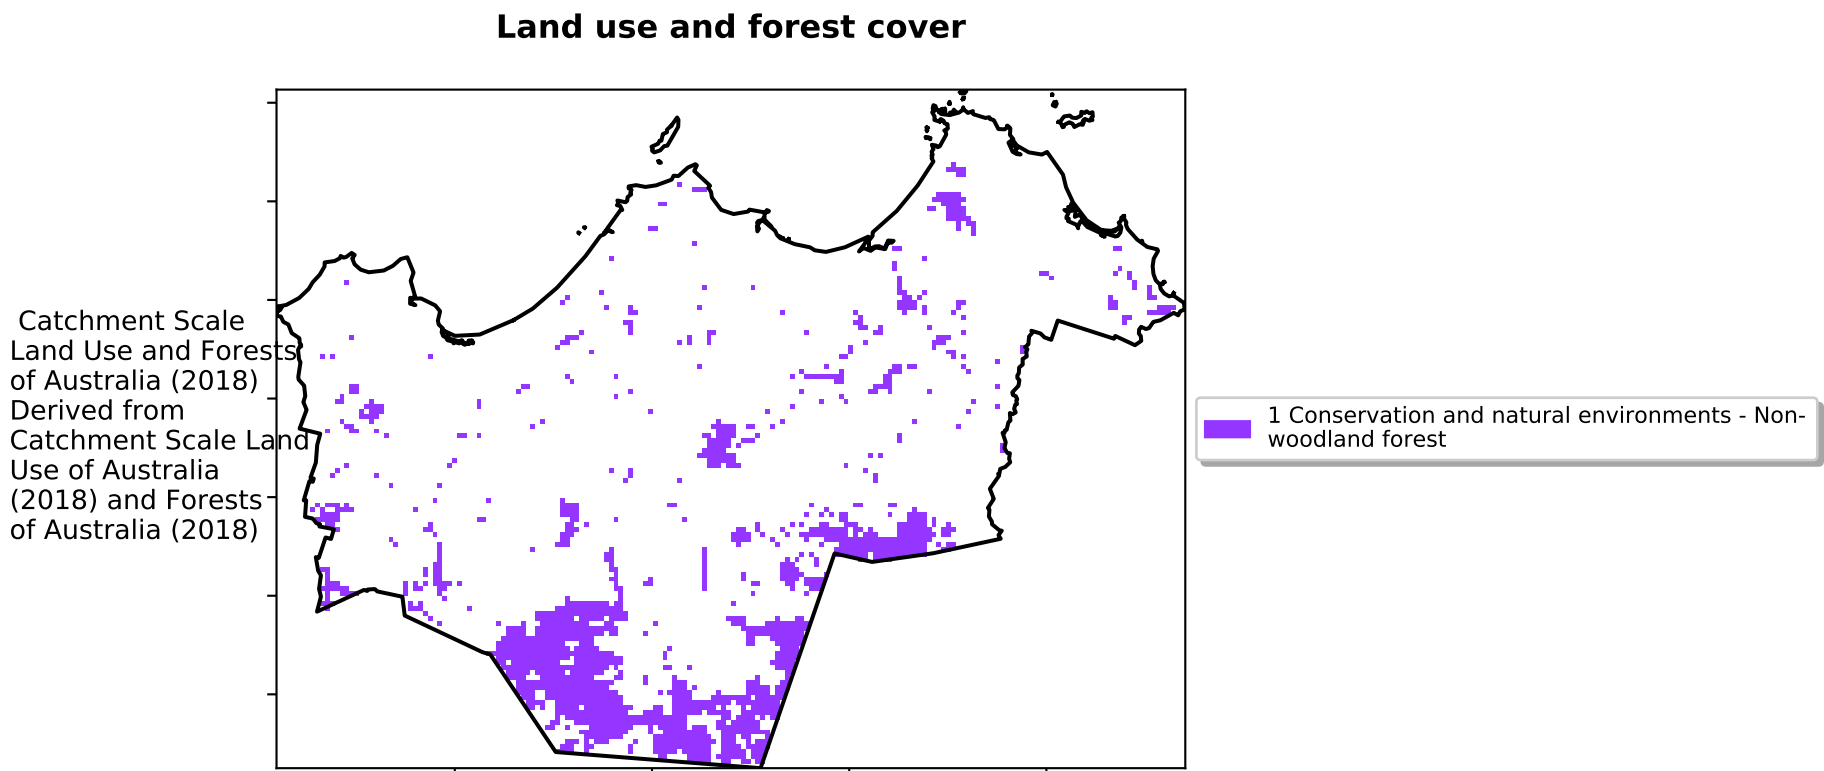 Land use and forest cover
Catchment Scale
Land Use and Forests
of Australia (2018)
Derived from
Catchment Scale Land
Use of Australia
(2018) and Forests
of Australia (2018)
1 Conservation and natural environments - Non-
woodland forest